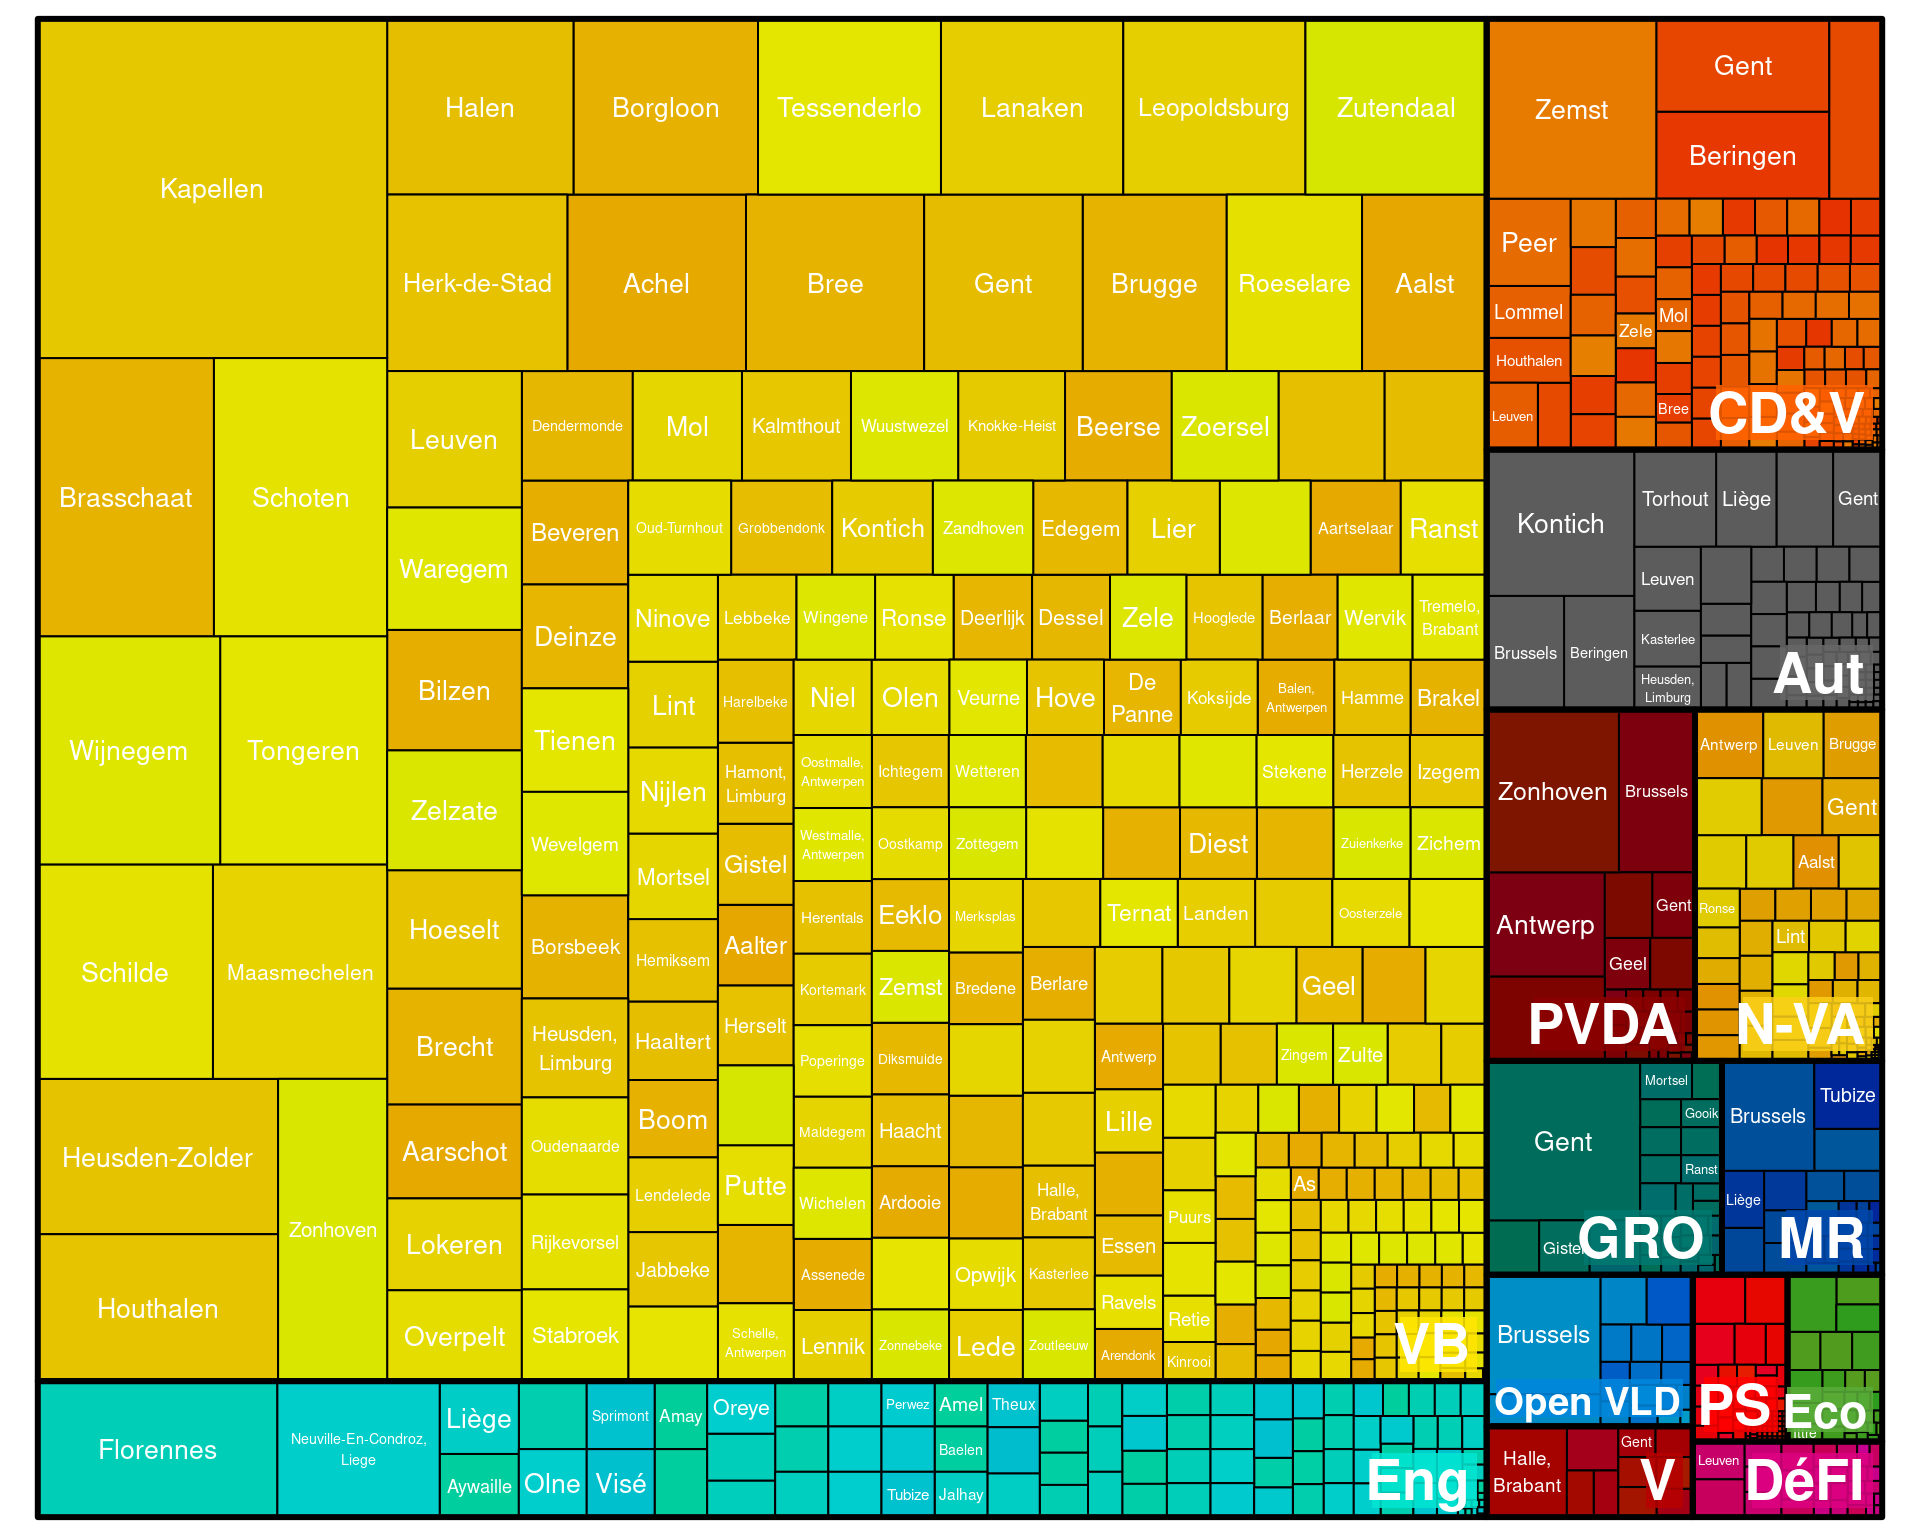 Kapellen
Halen
Borgloon
Tessenderlo
Lanaken
Leopoldsburg
Zutendaal
Herk-de-Stad
Achel
Bree
Gent
Brugge
Roeselare
Aalst
Brasschaat
Schoten
Wijnegem
Tongeren
Schilde
Maasmechelen
Heusden-Zolder
Houthalen
Zonhoven
Leuven
Waregem
Bilzen
Zelzate
Hoeselt
Brecht
Aarschot
Lokeren
Overpelt
Dendermonde
Mol
Kalmthout
Wuustwezel
Knokke-Heist
Beerse
Zoersel
Beveren
Deinze
Tienen
Wevelgem
Borsbeek
Heusden,
Limburg
Oudenaarde
Rijkevorsel
Stabroek
Oud-Turnhout
Grobbendonk
Kontich
Zandhoven
Edegem
Lier
Aartselaar
Ranst
Ninove
Lint
Nijlen
Mortsel
Hemiksem
Haaltert
Boom
Lendelede
Jabbeke
Lebbeke
Wingene
Ronse
Deerlijk
Dessel
Zele
Hooglede
Berlaar
Wervik
Tremelo,
Brabant
Harelbeke
Hamont,
Limburg
Gistel
Aalter
Herselt
Putte
Schelle,
Antwerpen
Niel
Olen
Veurne
Hove
De
Panne
Koksijde
Balen,
Antwerpen
Hamme
Brakel
Oostmalle,
Antwerpen
Ichtegem
Wetteren
Stekene
Herzele
Izegem
Westmalle,
Antwerpen
Oostkamp
Zottegem
Diest
Zuienkerke
Zichem
Herentals
Eeklo
Merksplas
Ternat
Landen
Oosterzele
Kortemark
Zemst
Bredene
Berlare
Geel
Poperinge
Diksmuide
Antwerp
Zingem
Zulte
Maldegem
Haacht
Lille
Wichelen
Ardooie
Halle,
Brabant
Puurs
As
Assenede
Opwijk
Kasterlee
Essen
Ravels
Retie
Lennik
Zonnebeke
Lede
Zoutleeuw
Arendonk
Kinrooi
VB
Florennes
Neuville-En-Condroz,
Liege
Liège
Aywaille
Olne
Sprimont
Visé
Amay
Oreye
Perwez
Tubize
Amel
Baelen
Jalhay
Theux
Eng
Zemst
Gent
Beringen
Peer
Lommel
Houthalen
Leuven
Zele
Mol
Bree
CD&V
Kontich
Torhout
Liège
Gent
Brussels
Beringen
Leuven
Kasterlee
Heusden,
Limburg
Aut
Zonhoven
Brussels
Antwerp
Gent
Geel
PVDA
Antwerp
Leuven
Brugge
Gent
Aalst
Ronse
Lint
N-VA
Gent
Mortsel
Gooik
Ranst
Gistel
GRO
Brussels
Tubize
Liège
MR
Brussels
Open VLD
PS
Eco
Halle,
Brabant
Gent
V
Leuven
DéFI